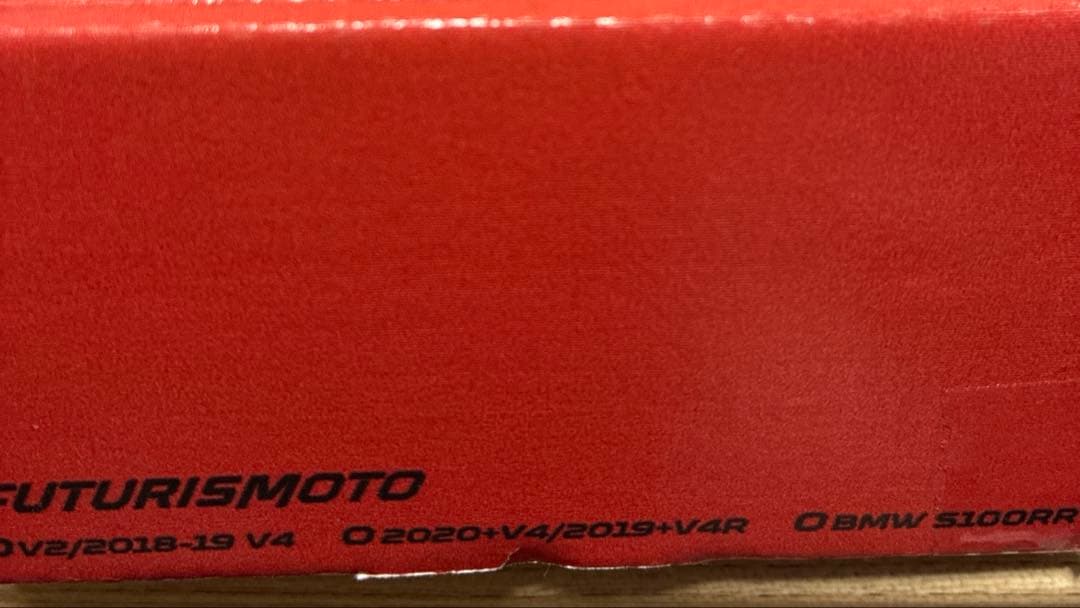 FUTURISMOTO
O V2/2018-19 V4 O 2020+V4/2019+V4R O BMW S100RR